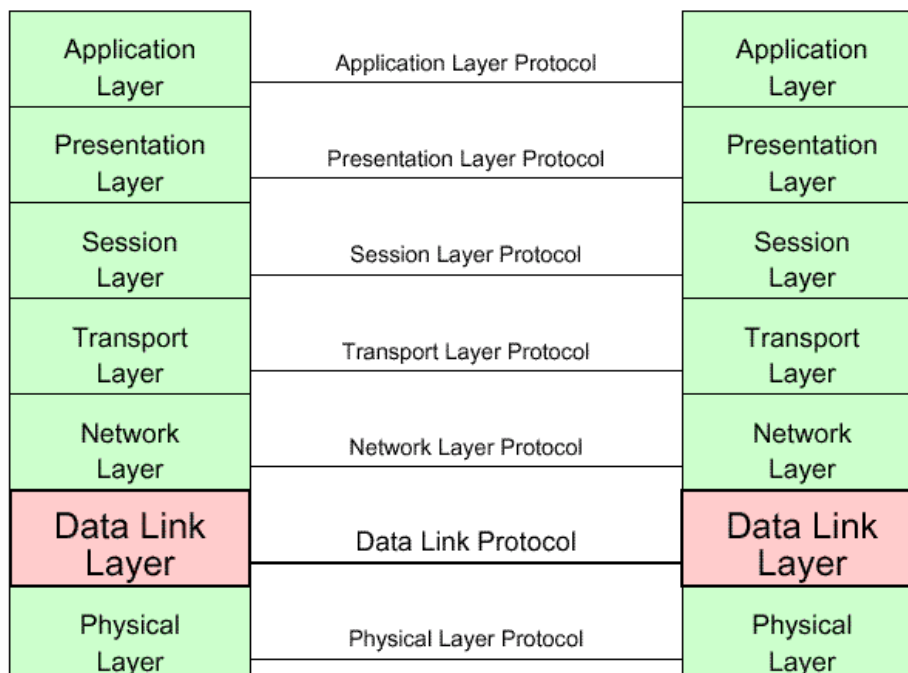 Application
Layer
Application Layer Protocol
Application
Layer
Presentation
Layer
Presentation Layer Protocol
Presentation
Layer
Session
Layer
Session Layer Protocol
Session
Layer
Transport
Layer
Transport Layer Protocol
Transport
Layer
Network
Layer
Network Layer Protocol
Network
Layer
Data Link
Layer
Data Link Protocol
Data Link
Layer
Physical
Layer
Physical Layer Protocol
Physical
Layer